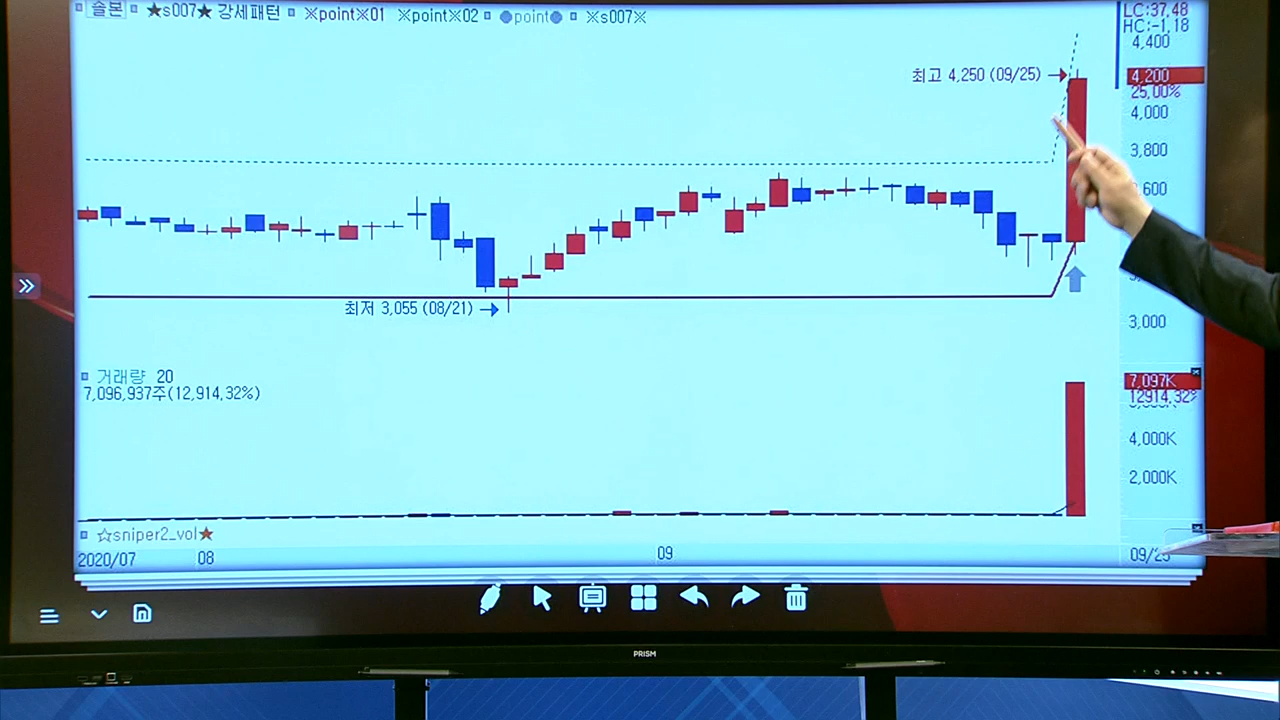 솔본 ★s007★ 강세패턴 ※point※01 ※point※02 ●point● ※s007※
LC:37,48
HC:-1,18
4,400
최고 4,250 (09/25)
4,200
25,00%
4,000
3,800
600
최저 3,055 (08/21)
3,000
거래량 20
7,096,937주(12,914,32%)
7,097K
12914,32%
4,000K
2,000K
☆sniper2_vol★
2020/07 08 09 09/25
PRISM